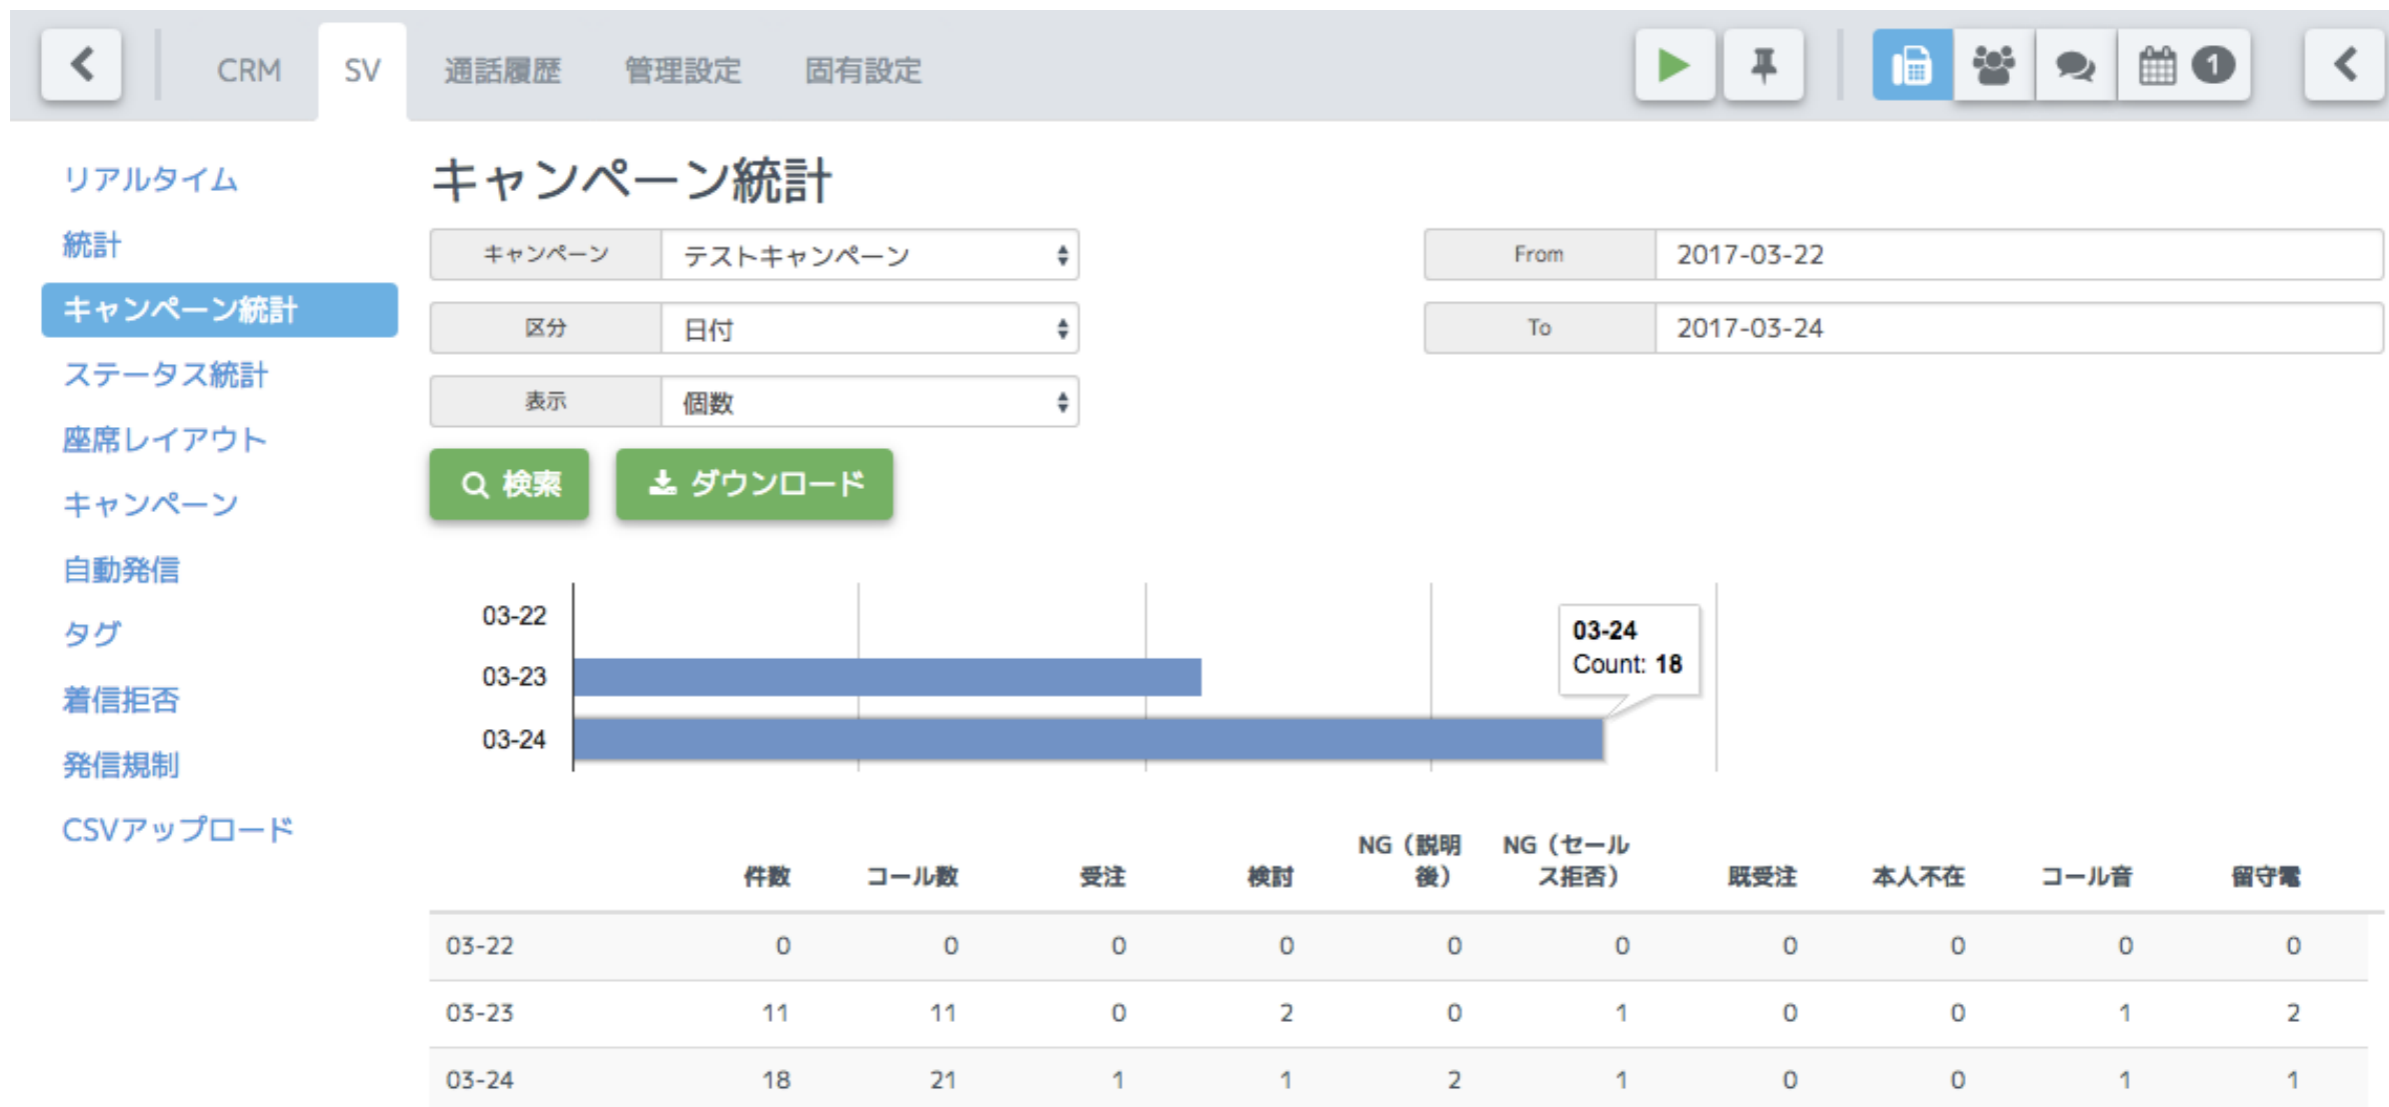 CRM SV 通話履歴 管理設定 固有設定 1
リアルタイム
統計
キャンペーン統計
ステータス統計
座席レイアウト
キャンペーン
自動発信
タグ
着信拒否
発信規制
CSVアップロード
キャンペーン統計
キャンペーン テストキャンペーン From 2017-03-22
区分 日付 To 2017-03-24
表示 個数
検索 ダウンロード
03-22
03-23
03-24
03-24
Count: 18
件数 コール数 受注 検討 NG（説明後） NG（セールス拒否） 既受注 本人不在 コール音 留守電
03-22 0 0 0 0 0 0 0 0 0 0
03-23 11 11 0 2 0 1 0 0 1 2
03-24 18 21 1 1 2 1 0 0 1 1